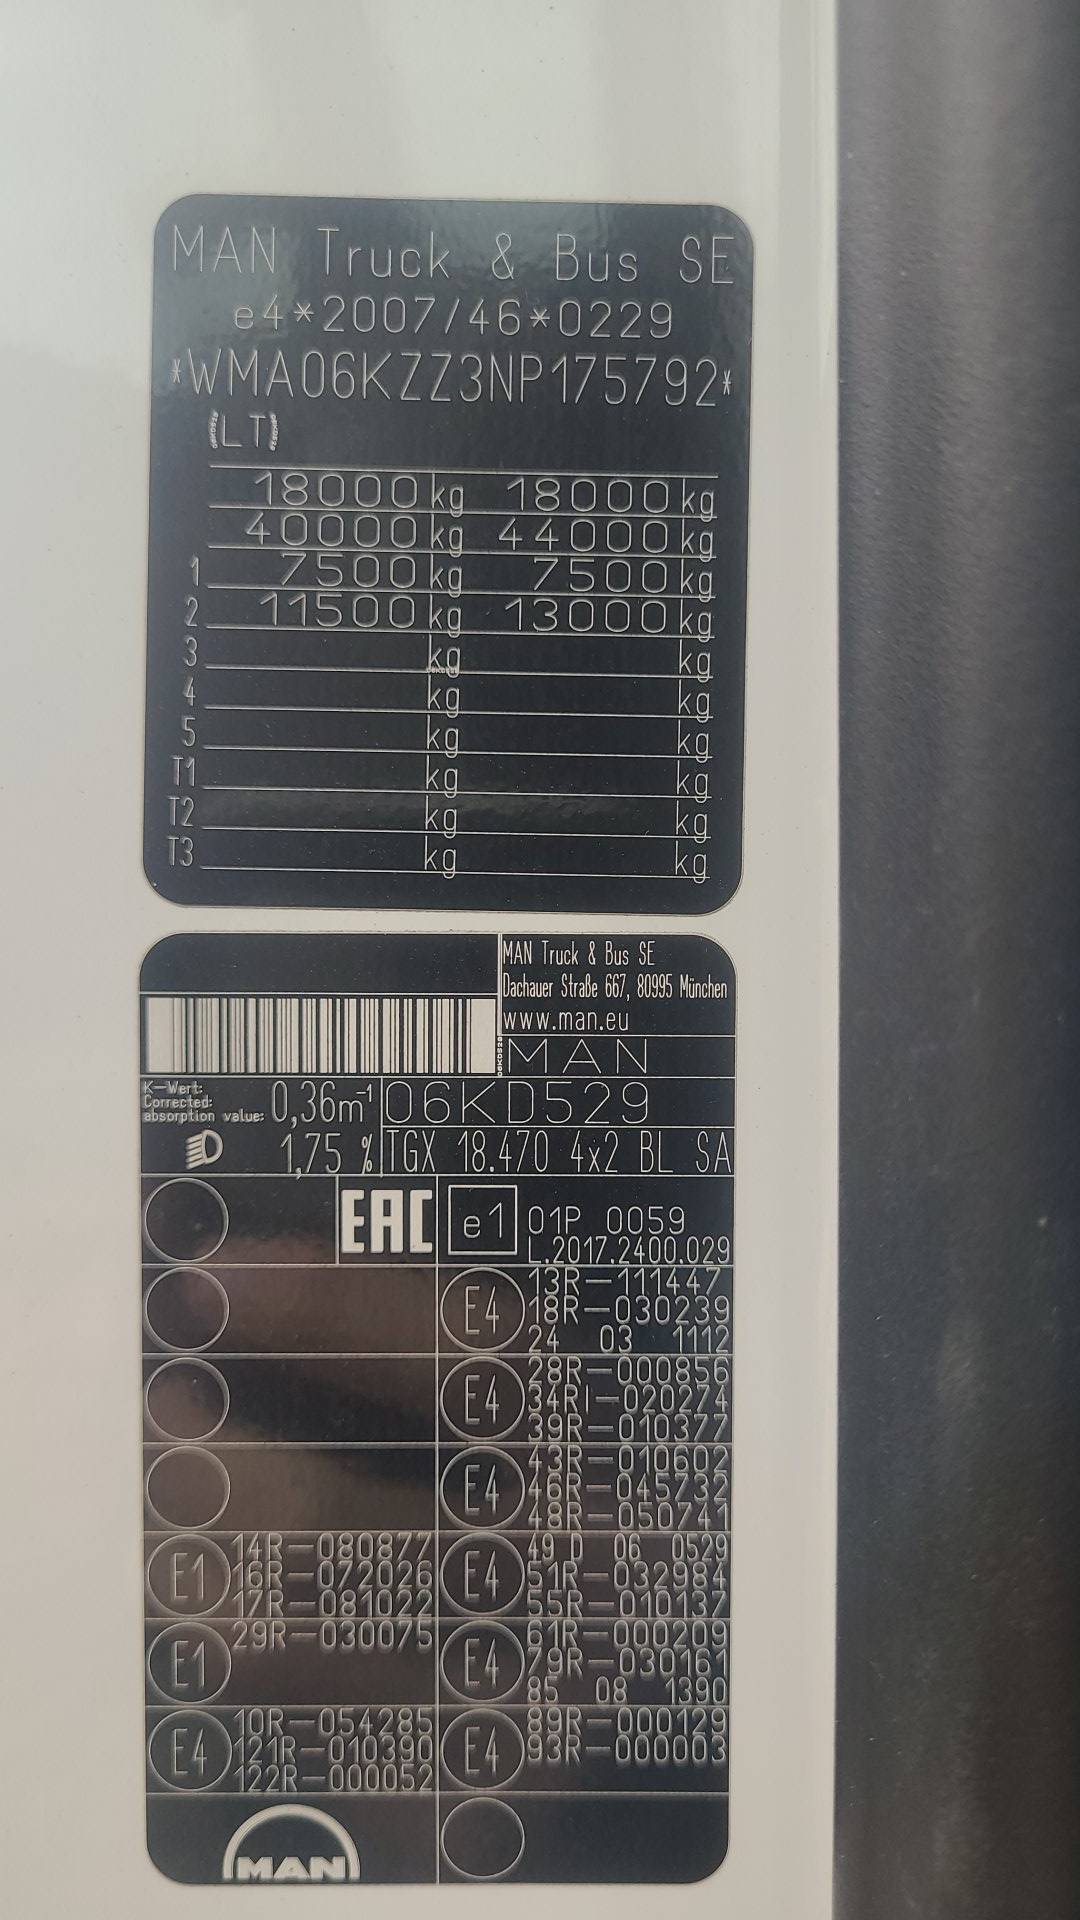 MAN Truck & Bus SE
e4*2007/46*0229
*WMA06KZZ3NP175792*
(LT)
18000 kg 18000 kg
40000 kg 44000 kg
1 7500 kg 7500 kg
2 11500 kg 13000 kg
3 kg kg
4 kg kg
5 kg kg
T1 kg kg
T2 kg kg
T3 kg kg
MAN Truck & Bus SE
Dachauer Straße 667, 80995 München
www.man.eu
MAN
K-Wert:
Corrected:
absorption value: 0,36m-1
06KD529
1,75 %
TGX 18.470 4x2 BL SA
EAC
e1
01P 0059
L.2017.2400.029
E4
13R-111447
18R-030239
24 03 1112
E4
28R-000856
34RI-020274
39R-010377
E4
43R-010602
46R-045732
48R-050741
E1
14R-080877
16R-072026
17R-081022
E4
49 D 06 0529
51R-032984
55R-010137
E1
29R-030075
E4
61R-000209
79R-030161
85 08 1390
E4
10R-054285
121R-010390
122R-000052
E4
89R-000129
93R-000003
MAN